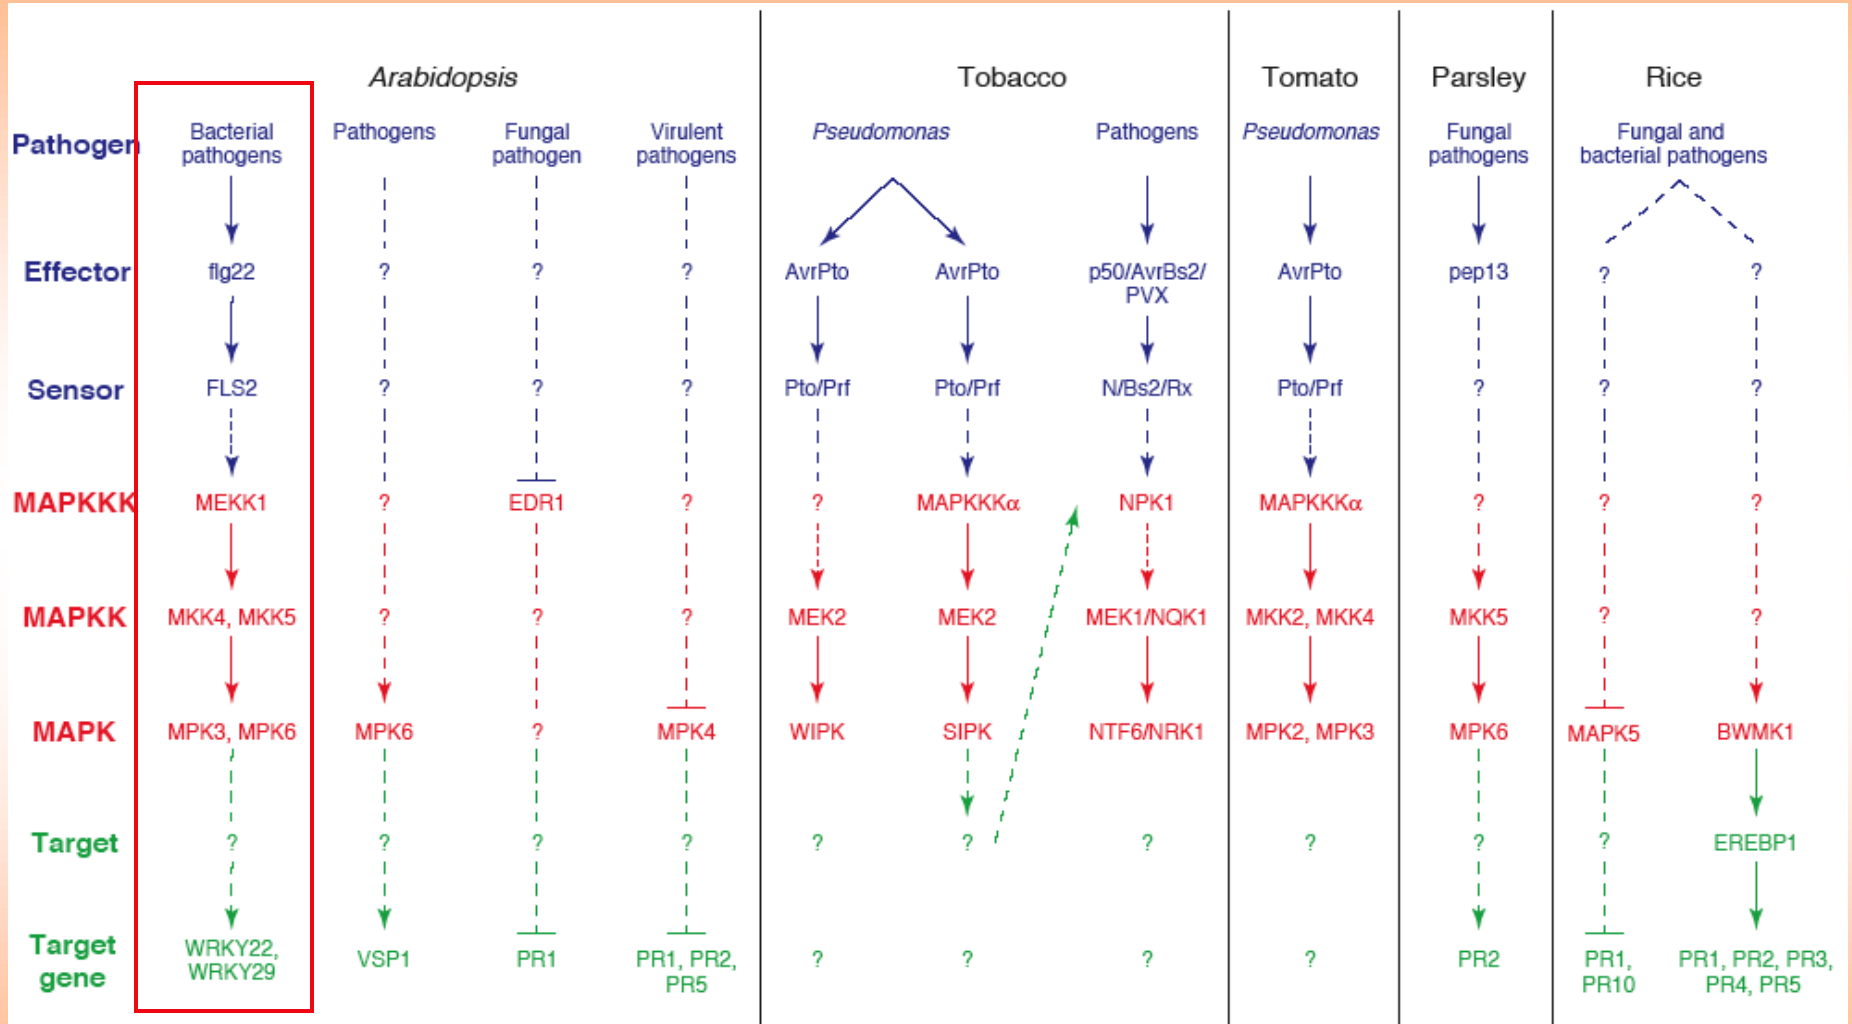 Arabidopsis Tobacco Tomato Parsley Rice
Pathogen Bacterial Pathogens Fungal Virulent Pseudomonas Pathogens Pseudomonas Fungal Fungal and
pathogens pathogen pathogens pathogens bacterial pathogens
Effector flg22 ? ? ? AvrPto AvrPto p50/AvrBs2/ AvrPto pep13 ? ?
PVX
Sensor FLS2 ? ? ? Pto/Prf Pto/Prf N/Bs2/Rx Pto/Prf ? ? ?
MAPKKK MEKK1 ? EDR1 ? ? MAPKKKα NPK1 MAPKKKα ? ? ?
MAPKK MKK4, MKK5 ? ? ? MEK2 MEK2 MEK1/NQK1 MKK2, MKK4 MKK5 ? ?
MAPK MPK3, MPK6 MPK6 ? MPK4 WIPK SIPK NTF6/NRK1 MPK2, MPK3 MPK6 MAPK5 BWMK1
Target ? ? ? ? ? ? ? ? ? ? EREBP1
Target WRKY22, VSP1 PR1 PR1, PR2, ? ? ? ? PR2 PR1, PR1, PR2, PR3,
gene WRKY29 PR5 PR10 PR4, PR5